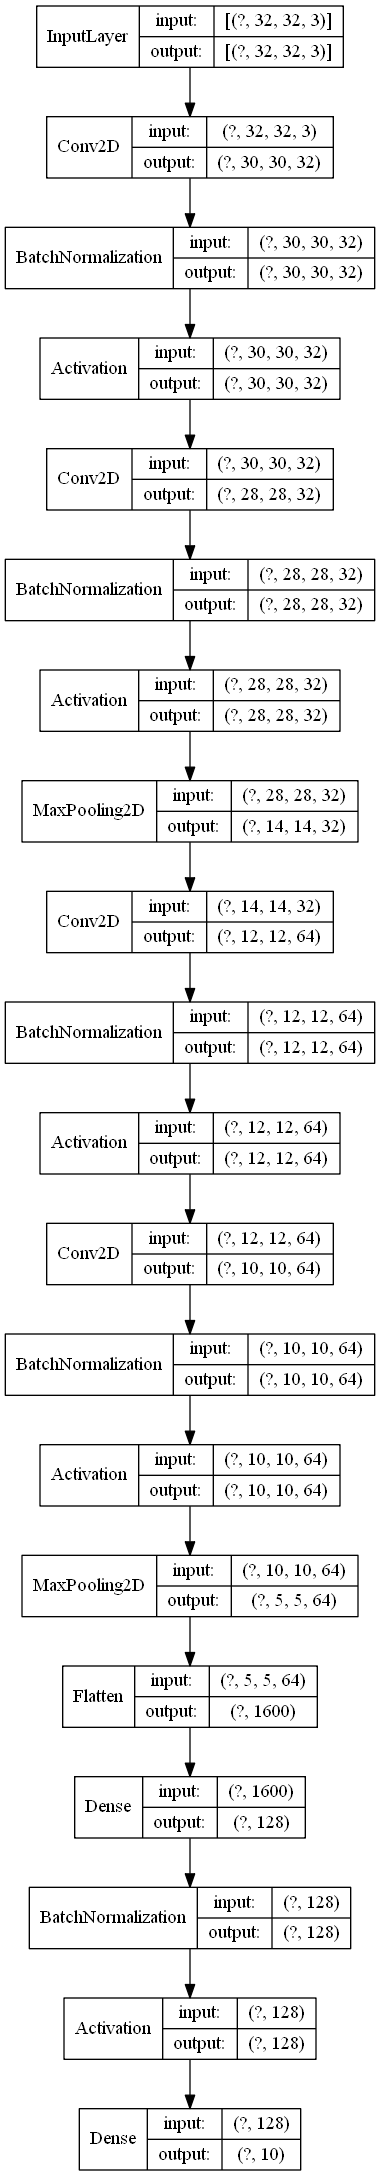 InputLayer
input: [(?, 32, 32, 3)]
output: [(?, 32, 32, 3)]
Conv2D
input: (?, 32, 32, 3)
output: (?, 30, 30, 32)
BatchNormalization
input: (?, 30, 30, 32)
output: (?, 30, 30, 32)
Activation
input: (?, 30, 30, 32)
output: (?, 30, 30, 32)
Conv2D
input: (?, 30, 30, 32)
output: (?, 28, 28, 32)
BatchNormalization
input: (?, 28, 28, 32)
output: (?, 28, 28, 32)
Activation
input: (?, 28, 28, 32)
output: (?, 28, 28, 32)
MaxPooling2D
input: (?, 28, 28, 32)
output: (?, 14, 14, 32)
Conv2D
input: (?, 14, 14, 32)
output: (?, 12, 12, 64)
BatchNormalization
input: (?, 12, 12, 64)
output: (?, 12, 12, 64)
Activation
input: (?, 12, 12, 64)
output: (?, 12, 12, 64)
Conv2D
input: (?, 12, 12, 64)
output: (?, 10, 10, 64)
BatchNormalization
input: (?, 10, 10, 64)
output: (?, 10, 10, 64)
Activation
input: (?, 10, 10, 64)
output: (?, 10, 10, 64)
MaxPooling2D
input: (?, 10, 10, 64)
output: (?, 5, 5, 64)
Flatten
input: (?, 5, 5, 64)
output: (?, 1600)
Dense
input: (?, 1600)
output: (?, 128)
BatchNormalization
input: (?, 128)
output: (?, 128)
Activation
input: (?, 128)
output: (?, 128)
Dense
input: (?, 128)
output: (?, 10)